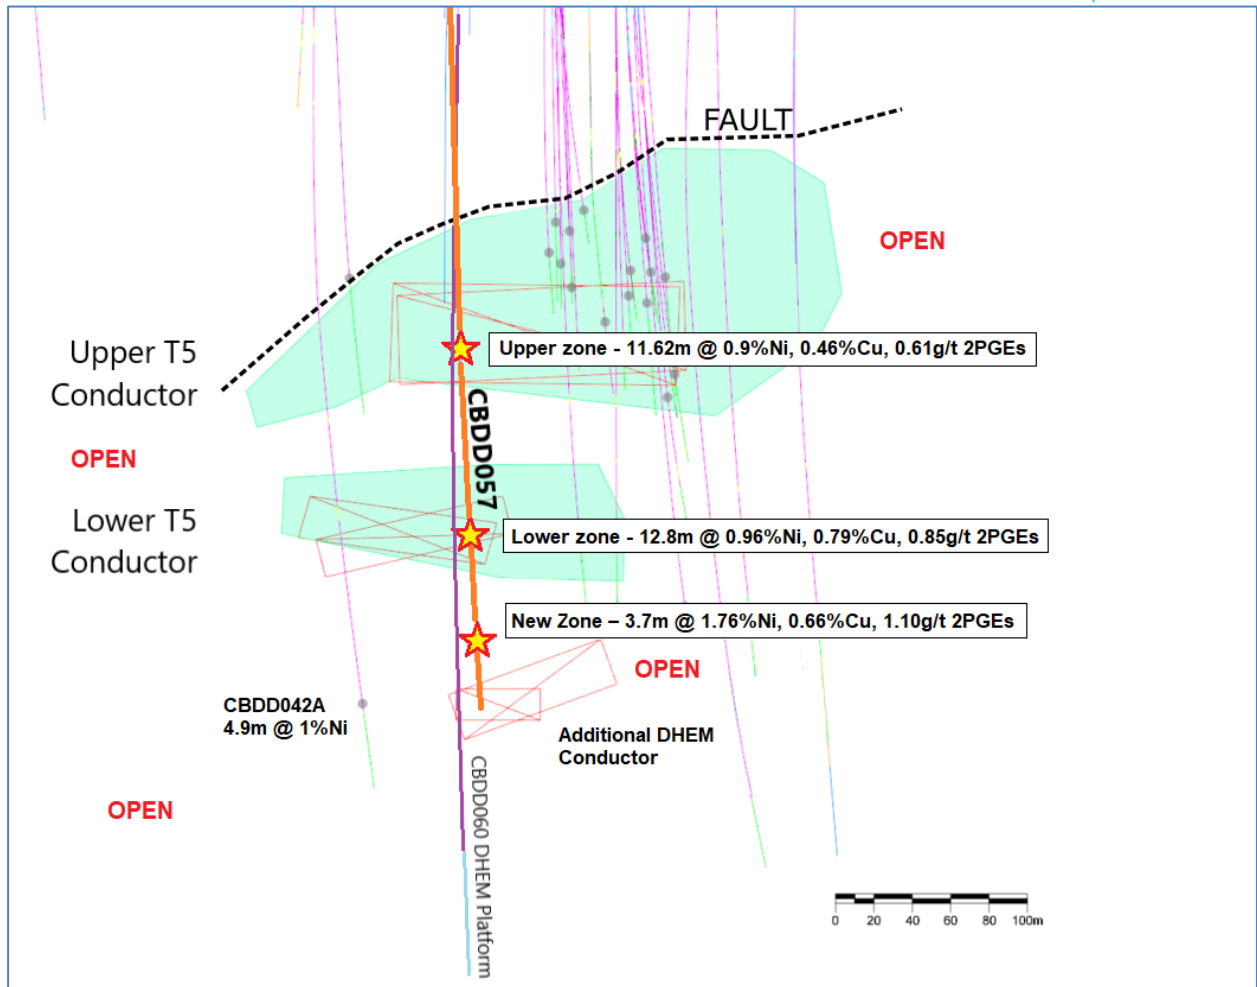 FAULT
OPEN
Upper T5
Conductor
Upper zone - 11.62m @ 0.9%Ni, 0.46%Cu, 0.61g/t 2PGEs
CBDD057
OPEN
Lower T5
Conductor
Lower zone - 12.8m @ 0.96%Ni, 0.79%Cu, 0.85g/t 2PGEs
New Zone – 3.7m @ 1.76%Ni, 0.66%Cu, 1.10g/t 2PGEs
OPEN
CBDD042A
4.9m @ 1%Ni
Additional DHEM
Conductor
CBDD060 DHEM Platform
OPEN
0 20 40 60 80 100m